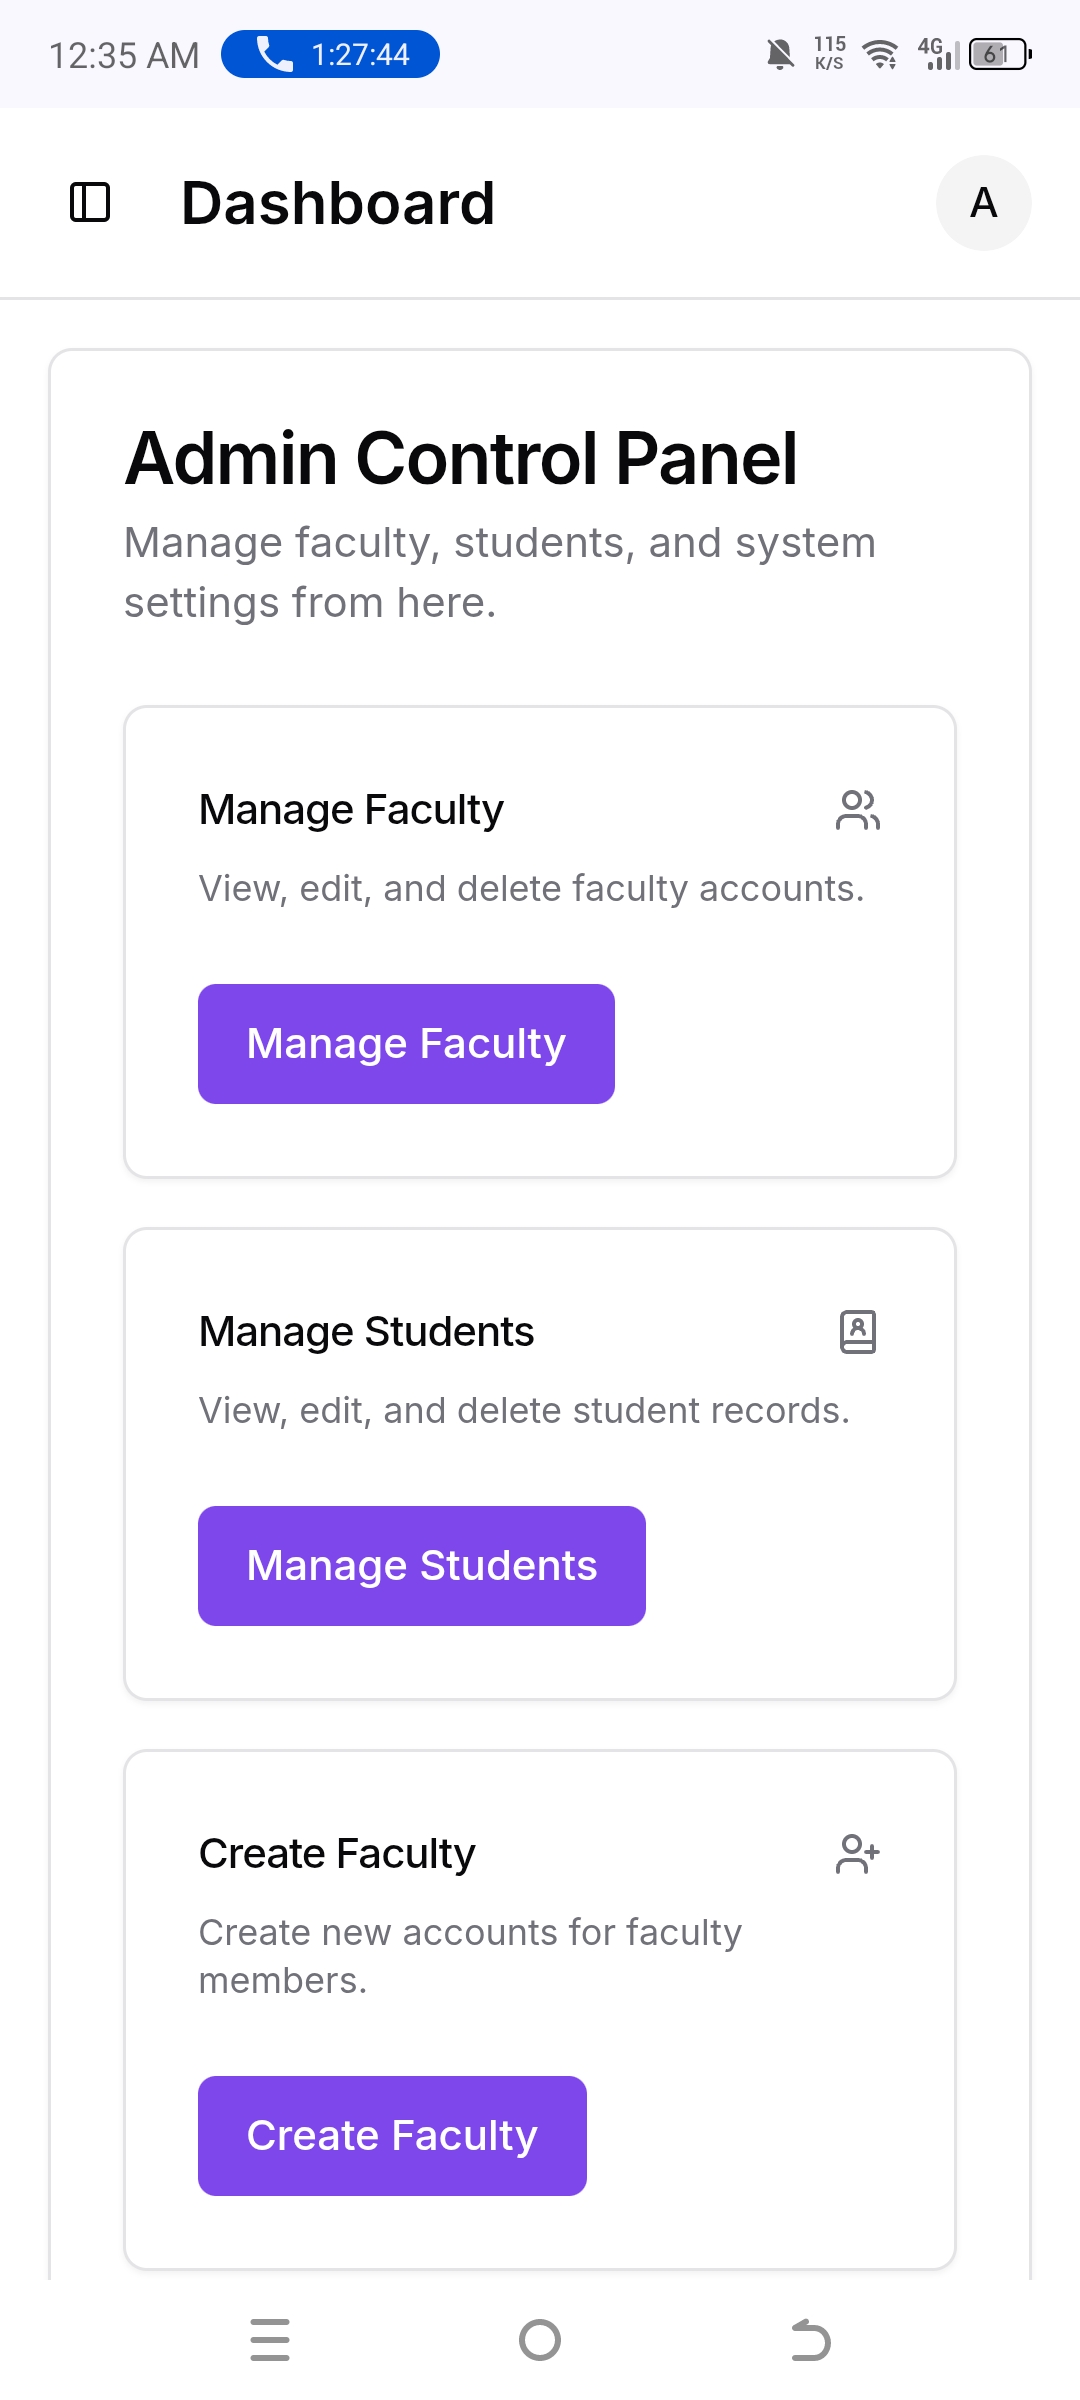 12:35 AM 1:27:44 115 K/S 4G 61
Dashboard A
Admin Control Panel
Manage faculty, students, and system
settings from here.
Manage Faculty
View, edit, and delete faculty accounts.
Manage Faculty
Manage Students
View, edit, and delete student records.
Manage Students
Create Faculty
Create new accounts for faculty
members.
Create Faculty